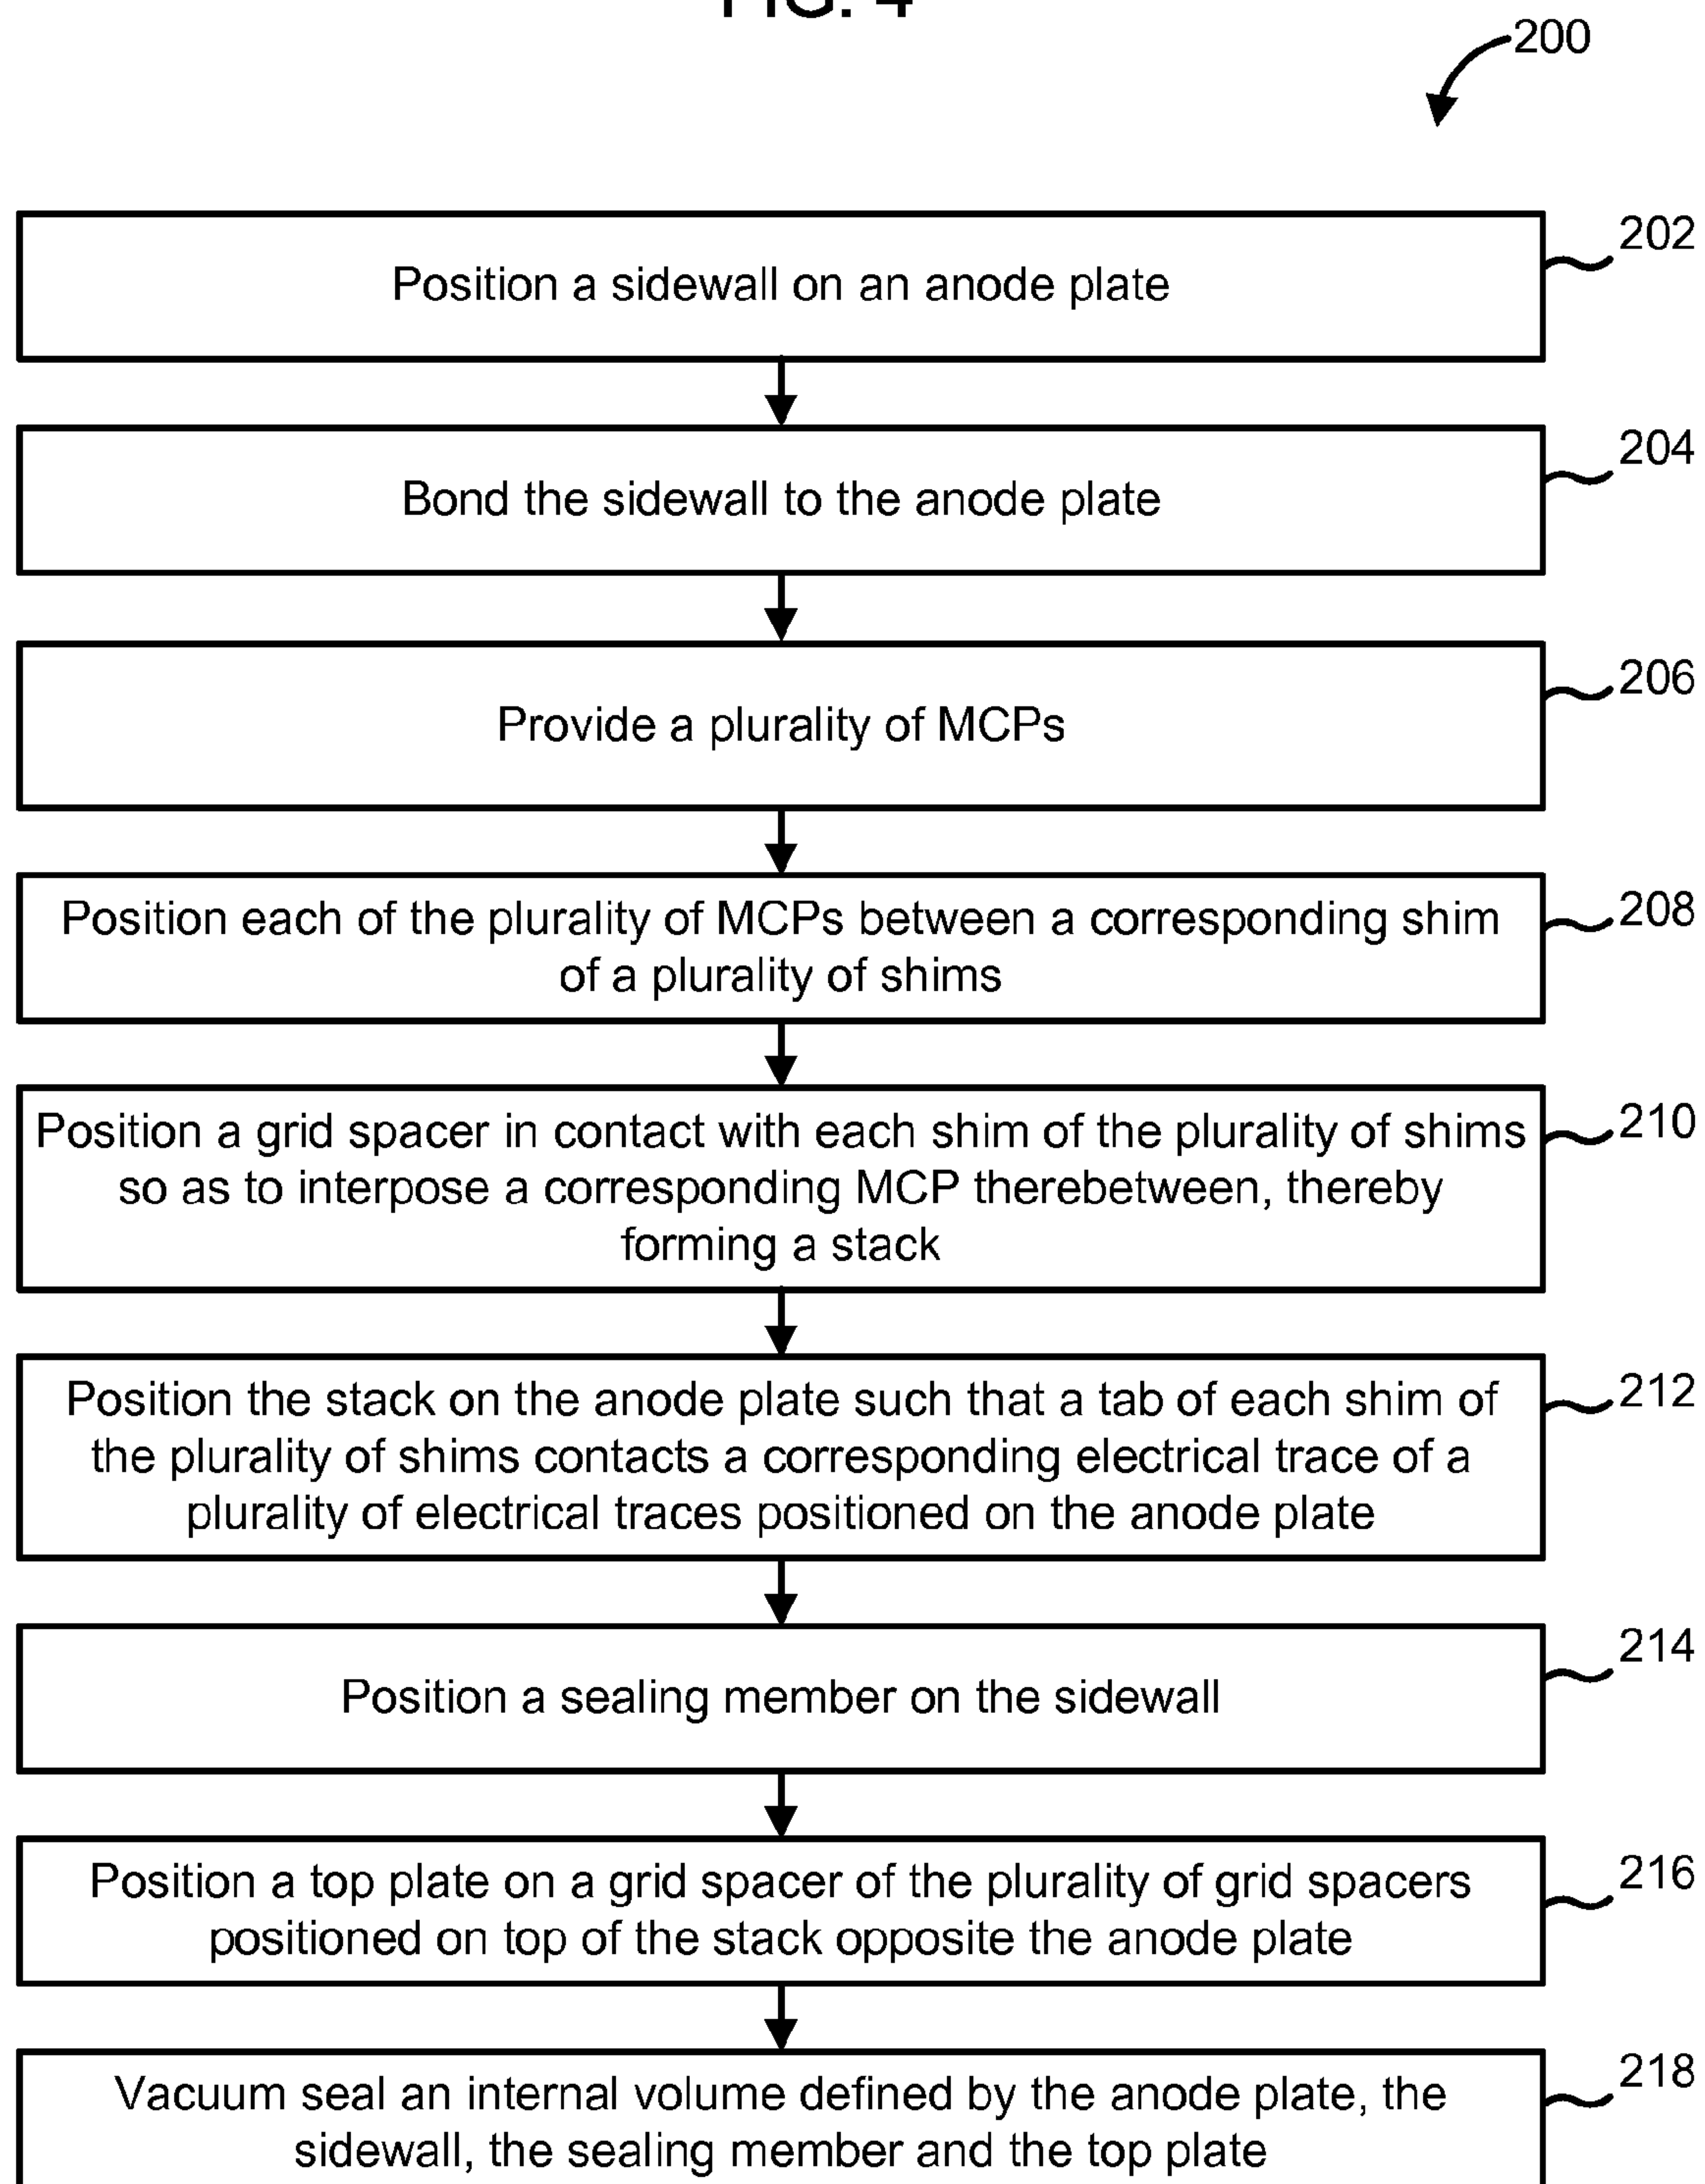 FIG. 4
200
202
Position a sidewall on an anode plate
204
Bond the sidewall to the anode plate
206
Provide a plurality of MCPs
208
Position each of the plurality of MCPs between a corresponding shim
of a plurality of shims
210
Position a grid spacer in contact with each shim of the plurality of shims
so as to interpose a corresponding MCP therebetween, thereby
forming a stack
212
Position the stack on the anode plate such that a tab of each shim of
the plurality of shims contacts a corresponding electrical trace of a
plurality of electrical traces positioned on the anode plate
214
Position a sealing member on the sidewall
216
Position a top plate on a grid spacer of the plurality of grid spacers
positioned on top of the stack opposite the anode plate
218
Vacuum seal an internal volume defined by the anode plate, the
sidewall, the sealing member and the top plate